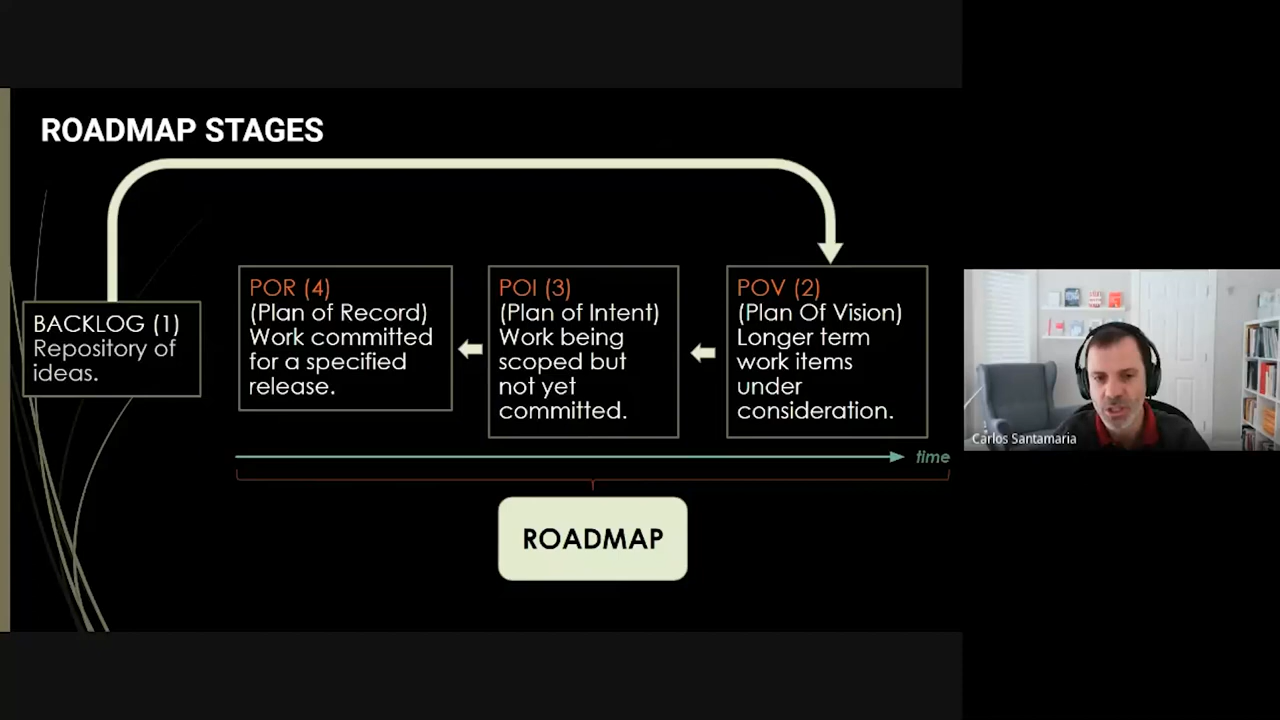 ROADMAP STAGES
BACKLOG (1)
Repository of
ideas.
POR (4)
(Plan of Record)
Work committed
for a specified
release.
POI (3)
(Plan of Intent)
Work being
scoped but
not yet
committed.
POV (2)
(Plan Of Vision)
Longer term
work items
under
consideration.
time
ROADMAP
Carlos Santamaria